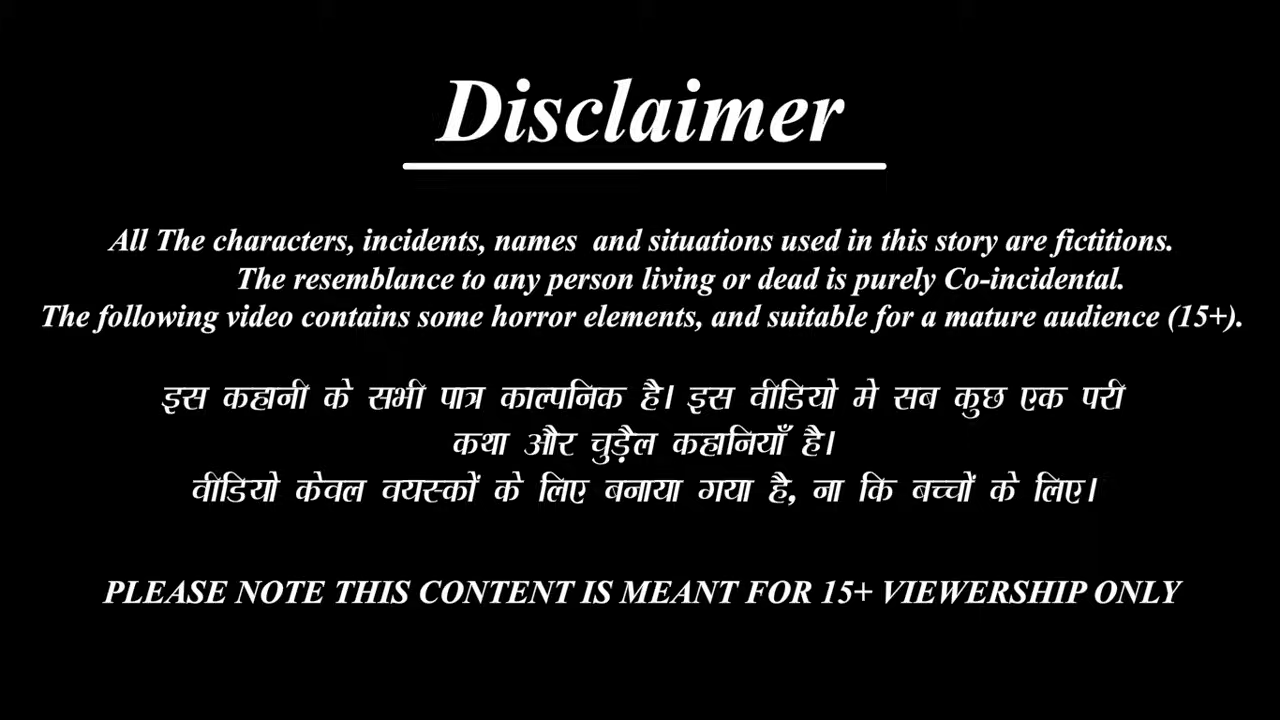 Disclaimer
All The characters, incidents, names and situations used in this story are fictitions.
The resemblance to any person living or dead is purely Co-incidental.
The following video contains some horror elements, and suitable for a mature audience (15+).
इस कहानी के सभी पात्र काल्पनिक है। इस वीडियो मे सब कुछ एक परी
कथा और चुड़ैल कहानियाँ है।
वीडियो केवल वयस्कों के लिए बनाया गया है, ना कि बच्चों के लिए।
PLEASE NOTE THIS CONTENT IS MEANT FOR 15+ VIEWERSHIP ONLY